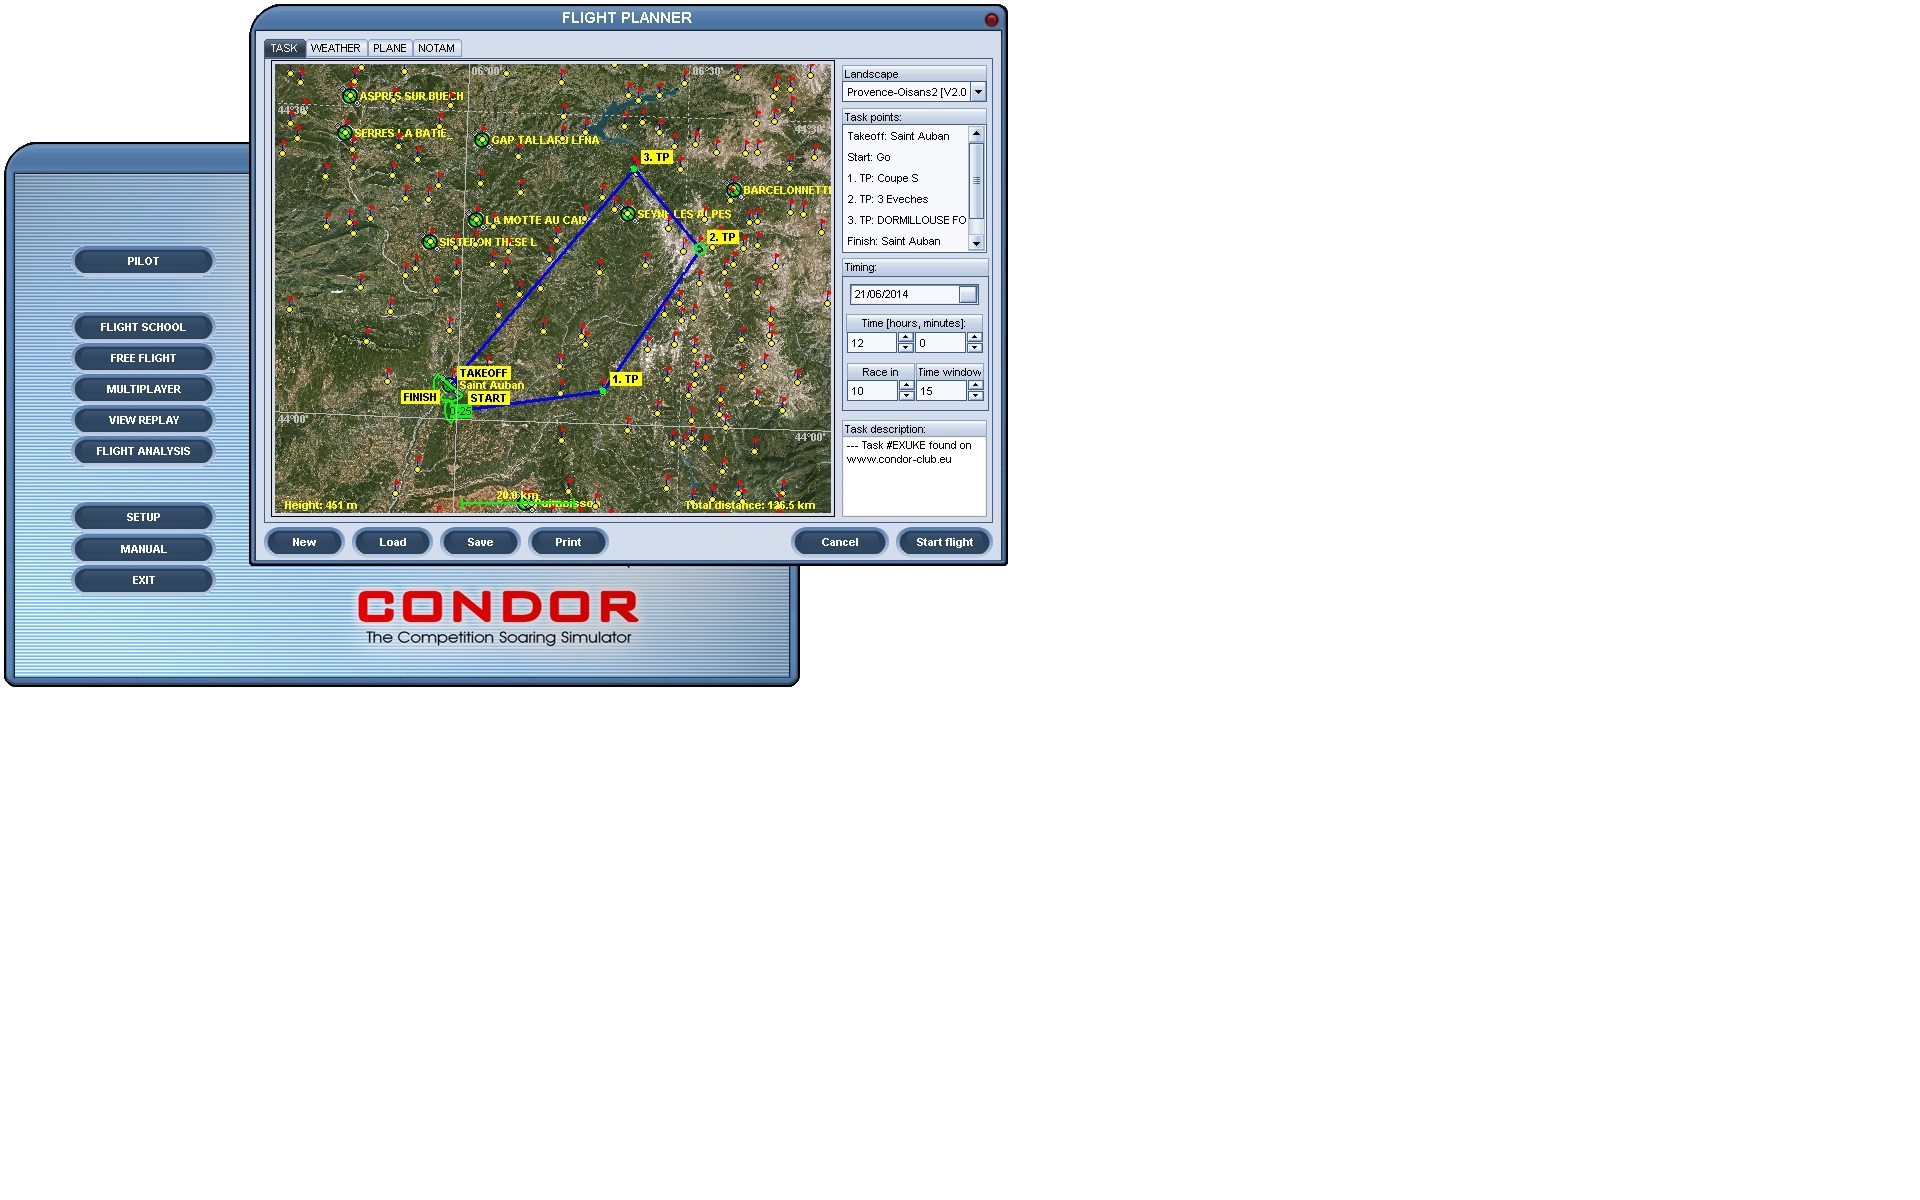 FLIGHT PLANNER
TASK
WEATHER
PLANE
NOTAM
06°00'
06°30'
ASPRES SUR BUECH
44°30'
44°30'
SERRES LA BATIE
GAP TALLARD LFNA
3. TP
BARCELONNETTE
LA MOTTE AU CAI
SEYNE LES ALPES
SISTERON THESE L
2. TP
TAKEOFF
Saint Auban
FINISH
START
1. TP
44°00'
44°00'
20.0 km
Height: 451 m
Total distance: 126.5 km
Landscape
Provence-Oisans2 [V2.0
Task points:
Takeoff: Saint Auban
Start: Go
1. TP: Coupe S
2. TP: 3 Eveches
3. TP: DORMILLOUSE FO
Finish: Saint Auban
Timing:
21/06/2014
Time [hours, minutes]:
12
0
Race in
Time window
10
15
Task description:
--- Task #EXUKE found on
www.condor-club.eu
New
Load
Save
Print
Cancel
Start flight
PILOT
FLIGHT SCHOOL
FREE FLIGHT
MULTIPLAYER
VIEW REPLAY
FLIGHT ANALYSIS
SETUP
MANUAL
EXIT
CONDOR
The Competition Soaring Simulator